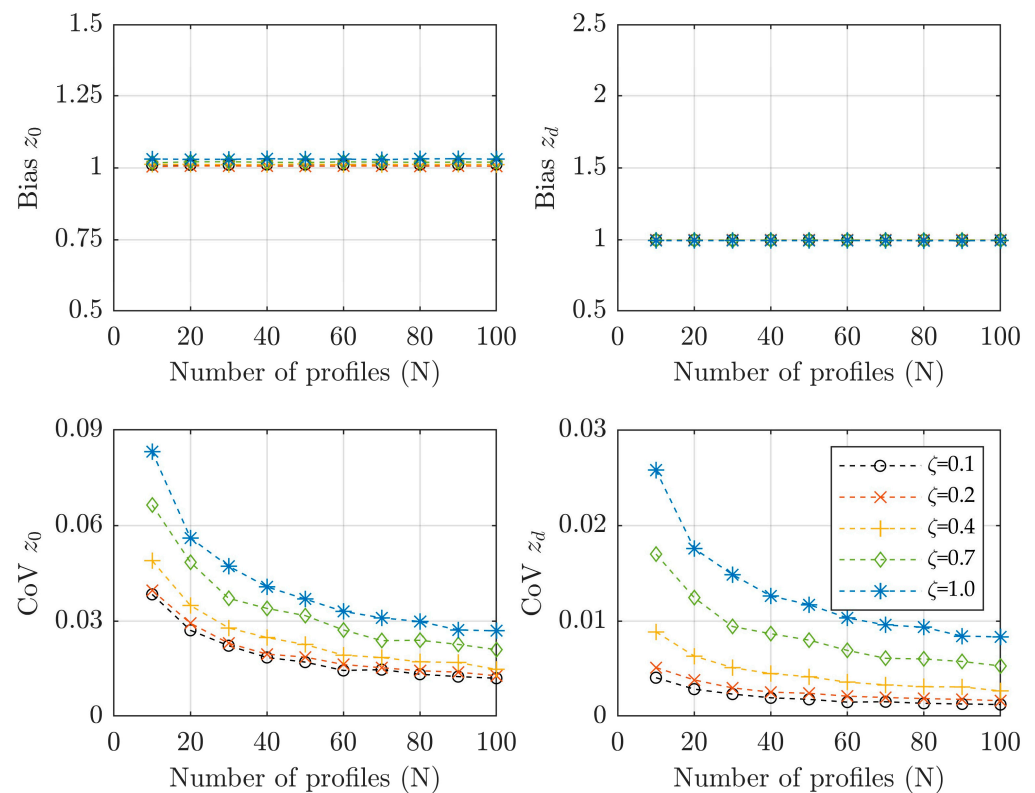 1.5
1.25
1
0.75
0.5
Bias z0
0 20 40 60 80 100
Number of profiles (N)
2.5
2
1.5
1
0.5
Bias zd
0 20 40 60 80 100
Number of profiles (N)
0.09
0.06
0.03
0
CoV z0
0 20 40 60 80 100
Number of profiles (N)
0.03
0.02
0.01
0
CoV zd
ζ=0.1
ζ=0.2
ζ=0.4
ζ=0.7
ζ=1.0
0 20 40 60 80 100
Number of profiles (N)